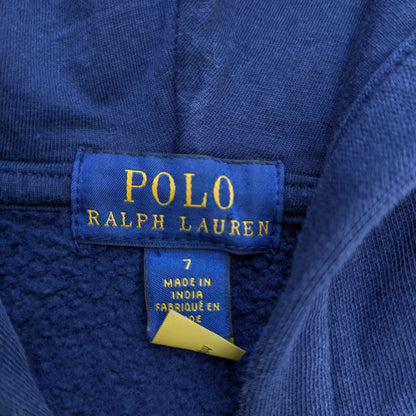 POLO
RALPH LAUREN
7
MADE IN
INDIA
FABRIQUÉ EN